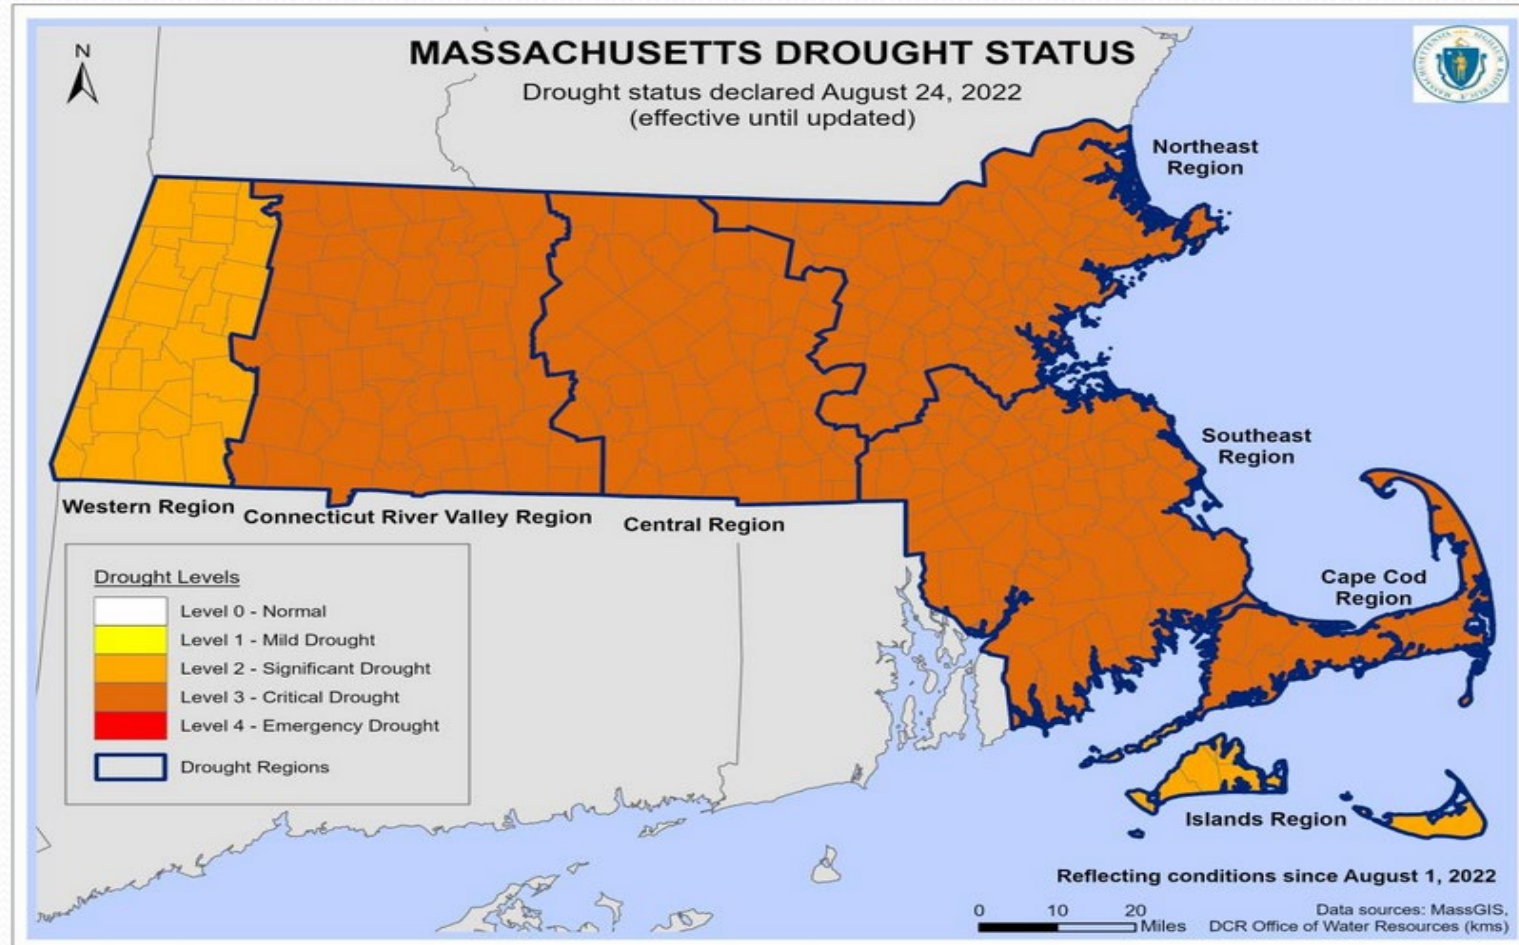 N
MASSACHUSETTS DROUGHT STATUS
Drought status declared August 24, 2022
(effective until updated)
Northeast
Region
Southeast
Region
Western Region
Connecticut River Valley Region
Central Region
Cape Cod
Region
Drought Levels
Level 0 - Normal
Level 1 - Mild Drought
Level 2 - Significant Drought
Level 3 - Critical Drought
Level 4 - Emergency Drought
Drought Regions
Islands Region
Reflecting conditions since August 1, 2022
0 10 20
Miles
Data sources: MassGIS,
DCR Office of Water Resources (kms)